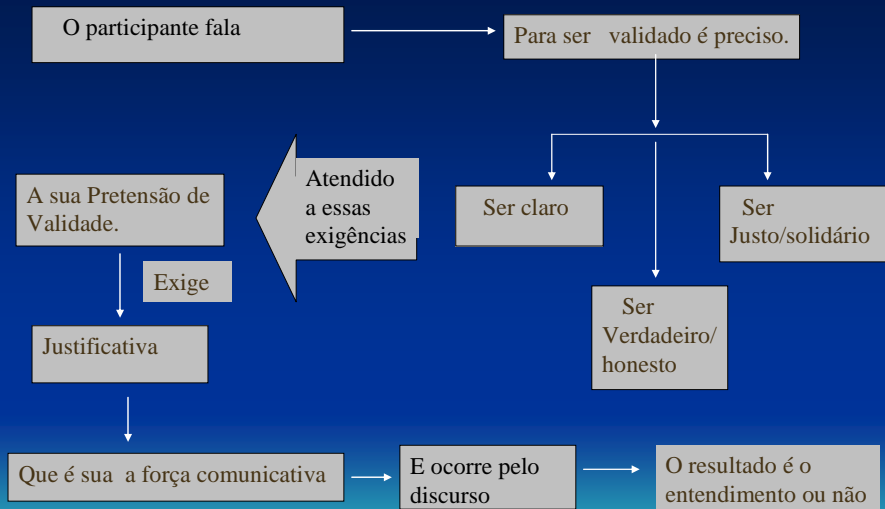 O participante fala
Para ser validado é preciso.
Ser claro
Ser
Justo/solidário
Ser
Verdadeiro/
honesto
Atendido
a essas
exigências
A sua Pretensão de
Validade.
Exige
Justificativa
Que é sua a força comunicativa
E ocorre pelo
discurso
O resultado é o
entendimento ou não